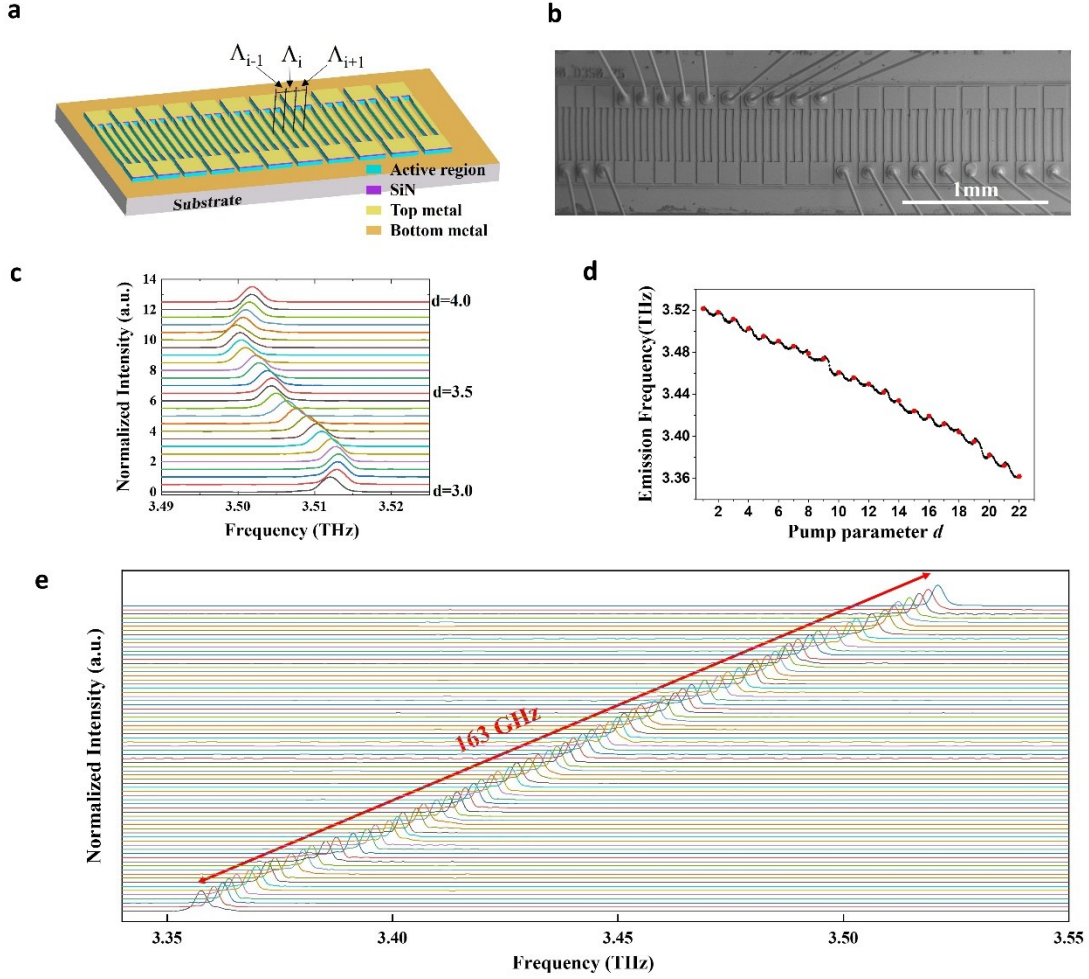 a
Λi-1 Λi Λi+1
Active region
SiN
Top metal
Bottom metal
Substrate
b
1mm
c
Normalized Intensity (a.u.)
14
12
10
8
6
4
2
0
d=4.0
d=3.5
d=3.0
3.49 3.50 3.51 3.52
Frequency (THz)
d
Emission Frequency(THz)
3.52
3.48
3.44
3.40
3.36
2 4 6 8 10 12 14 16 18 20 22
Pump parameter d
e
Normalized Intensity (a.u.)
163 GHz
3.35 3.40 3.45 3.50 3.55
Frequency (THz)